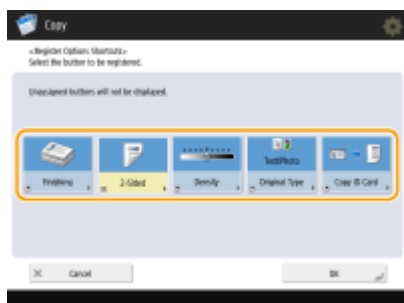 Copy
<Register Options Shortcuts>
Select the button to be registered.
Unassigned buttons will not be displayed.
Text/Photo
Finishing
2-Sided
Density
Original Type
Copy ID Card
Cancel
OK